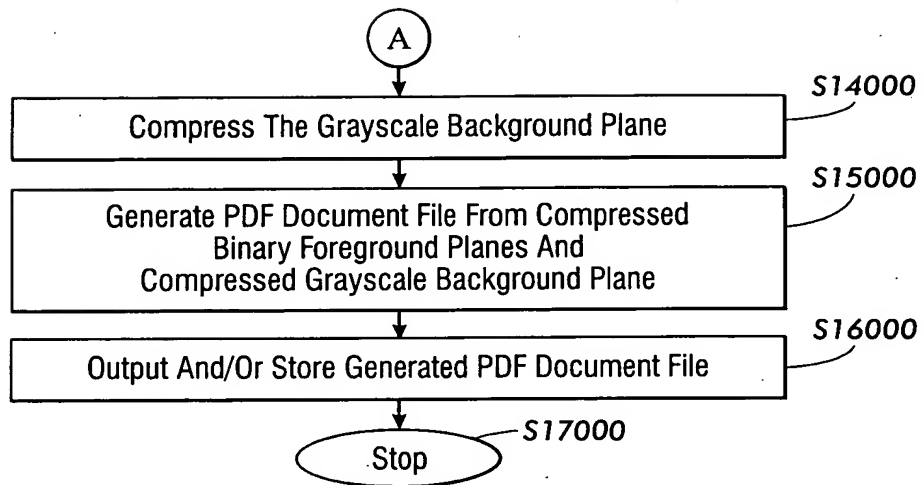 A
S14000
Compress The Grayscale Background Plane
S15000
Generate PDF Document File From Compressed
Binary Foreground Planes And
Compressed Grayscale Background Plane
S16000
Output And/Or Store Generated PDF Document File
S17000
Stop